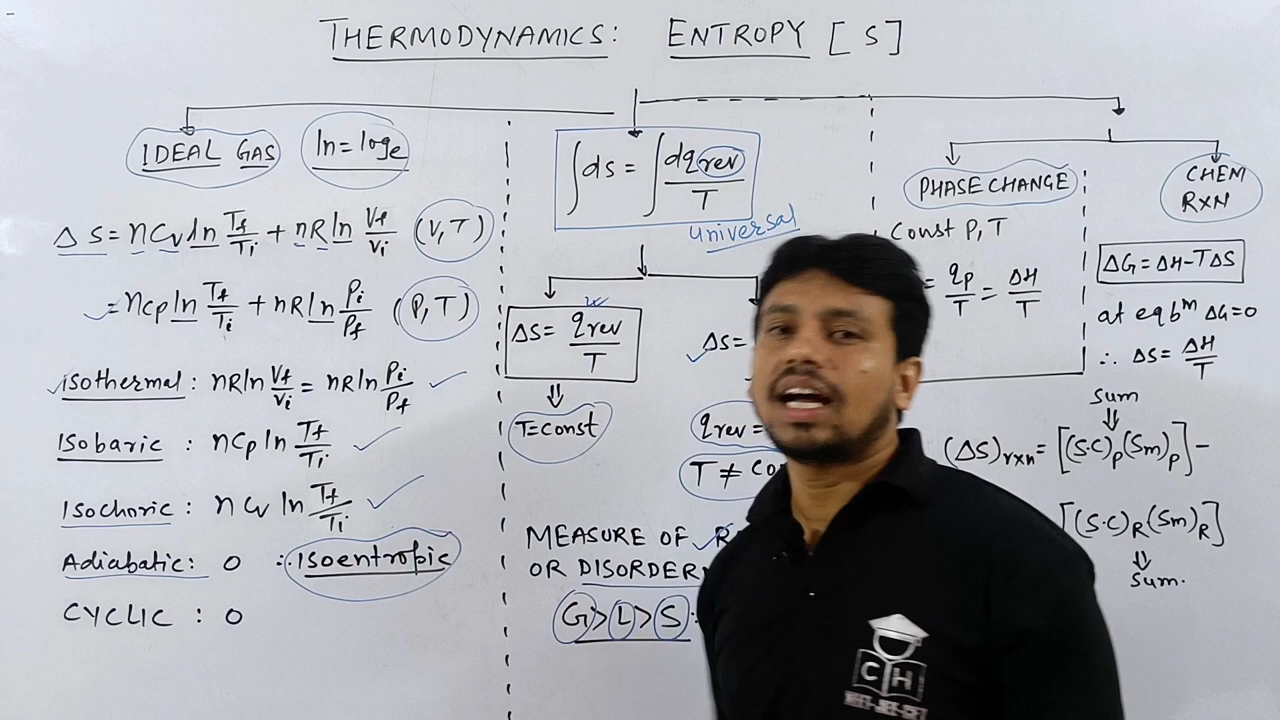 THERMODYNAMICS: ENTROPY [S]
IDEAL GAS
ln = logₑ
ΔS = nCv ln Tf/Ti + nR ln Vf/Vi (V,T)
= nCp ln Tf/Ti + nR ln Pi/Pf (P,T)
Isothermal : nR ln Vf/Vi = nR ln Pi/Pf
Isobaric : nCp ln Tf/Ti
Isochoric : nCv ln Tf/Ti
Adiabatic: 0 ∴ Isoentropic
CYCLIC : 0
∫ds = ∫dqrev/T
universal
ΔS = qrev/T
T=const
ΔS=
qrev=
T ≠
MEASURE OF
OR DISORDER
G>L>S
PHASE CHANGE
Const P, T
= qp/T = ΔH/T
CHEM
RXN
ΔG = ΔH-TΔS
at eqbᵐ ΔG=0
∴ ΔS = ΔH/T
Sum
(ΔS)rxn = [(S.C)p(Sm)p] -
[(S.C)R(Sm)R]
Sum.
CH